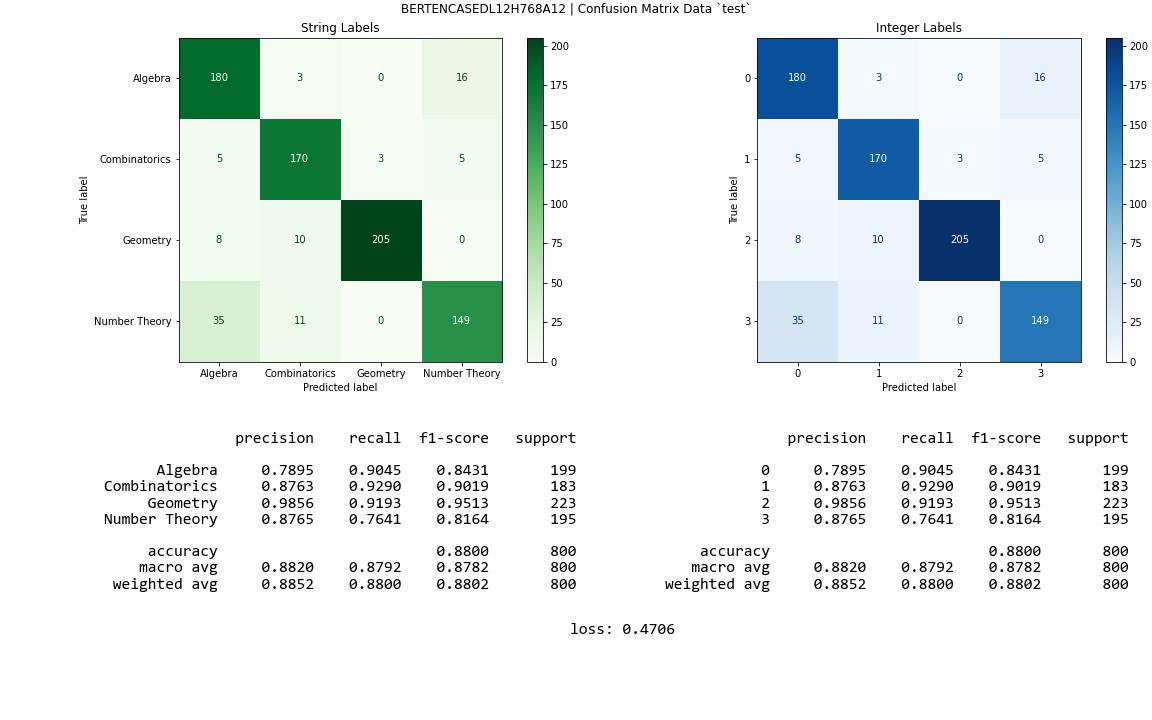 BERTENCASEDL12H768A12 | Confusion Matrix Data `test`
String Labels
Algebra 180 3 0 16
Combinatorics 5 170 3 5
Geometry 8 10 205 0
Number Theory 35 11 0 149
Algebra Combinatorics Geometry Number Theory
Predicted label
True label
200
175
150
125
100
75
50
25
0
Integer Labels
0 180 3 0 16
1 5 170 3 5
2 8 10 205 0
3 35 11 0 149
0 1 2 3
Predicted label
True label
200
175
150
125
100
75
50
25
0
precision recall f1-score support
Algebra 0.7895 0.9045 0.8431 199
Combinatorics 0.8763 0.9290 0.9019 183
Geometry 0.9856 0.9193 0.9513 223
Number Theory 0.8765 0.7641 0.8164 195
accuracy 0.8800 800
macro avg 0.8820 0.8792 0.8782 800
weighted avg 0.8852 0.8800 0.8802 800
precision recall f1-score support
0 0.7895 0.9045 0.8431 199
1 0.8763 0.9290 0.9019 183
2 0.9856 0.9193 0.9513 223
3 0.8765 0.7641 0.8164 195
accuracy 0.8800 800
macro avg 0.8820 0.8792 0.8782 800
weighted avg 0.8852 0.8800 0.8802 800
loss: 0.4706